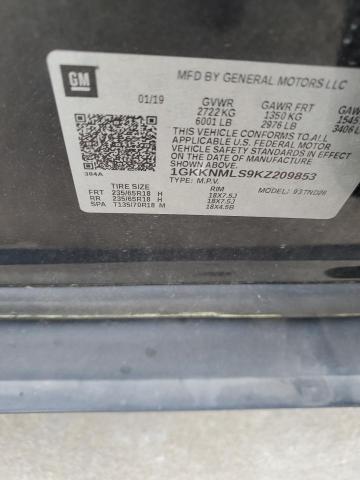 GM
MFD BY GENERAL MOTORS LLC
01/19 GVWR GAWR FRT
2722 KG 1350 KG 1545
6001 LB 2976 LB 3406 L
THIS VEHICLE CONFORMS TO ALL
APPLICABLE U.S. FEDERAL MOTOR
VEHICLE SAFETY STANDARDS IN EFFECT
ON THE DATE OF MANUFACTURE SHOWN ABOVE.
1GKKNMLS9KZ209853
384A TYPE: M.P.V. MODEL:
TIRE SIZE RIM
FRT 235/65R18 H 18X7.5J
RR 235/65R18 H 18X7.5J
SPA T135/70R18 M 18X4.5B